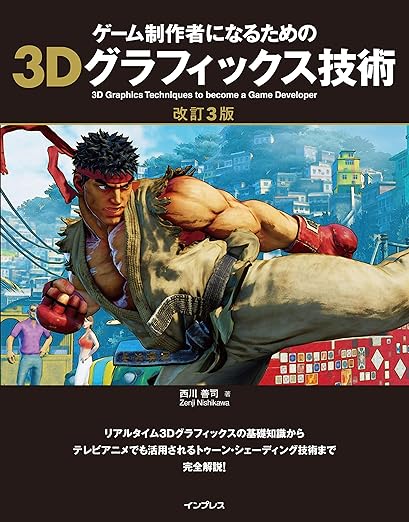 ゲーム制作者になるための
3Dグラフィックス技術
3D Graphics Techniques to become a Game Developer
改訂3版
西川 善司 著
Zenji Nishikawa
リアルタイム3Dグラフィックスの基礎知識から
テレビアニメでも活用されるトゥーン・シェーディング技術まで
完全解説!
インプレス